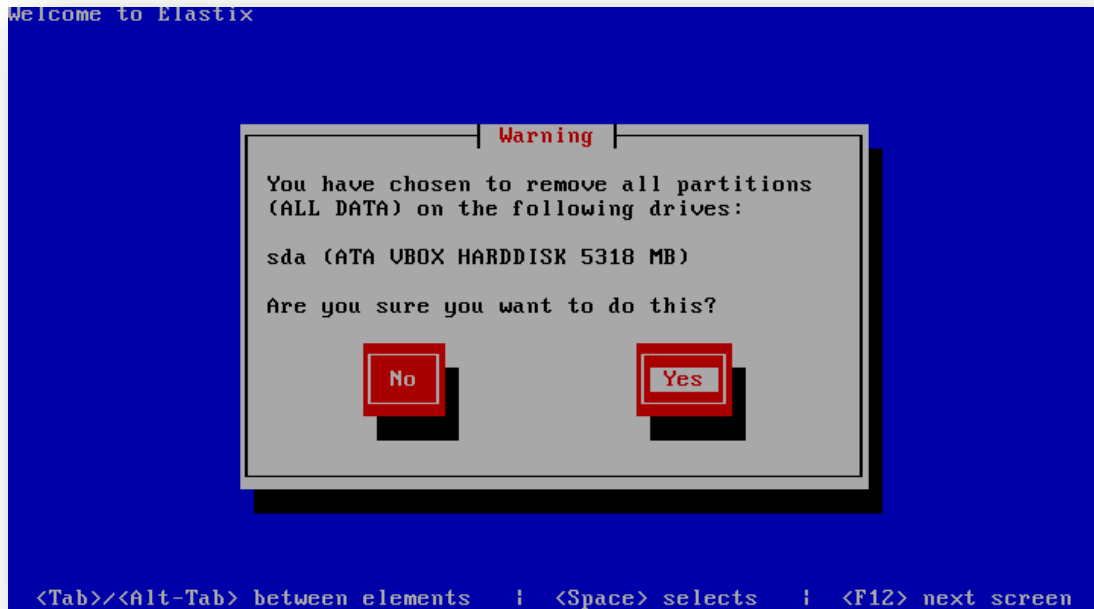 Welcome to Elastix
Warning
You have chosen to remove all partitions
(ALL DATA) on the following drives:
sda (ATA VBOX HARDDISK 5318 MB)
Are you sure you want to do this?
No Yes
<Tab>/<Alt-Tab> between elements | <Space> selects | <F12> next screen